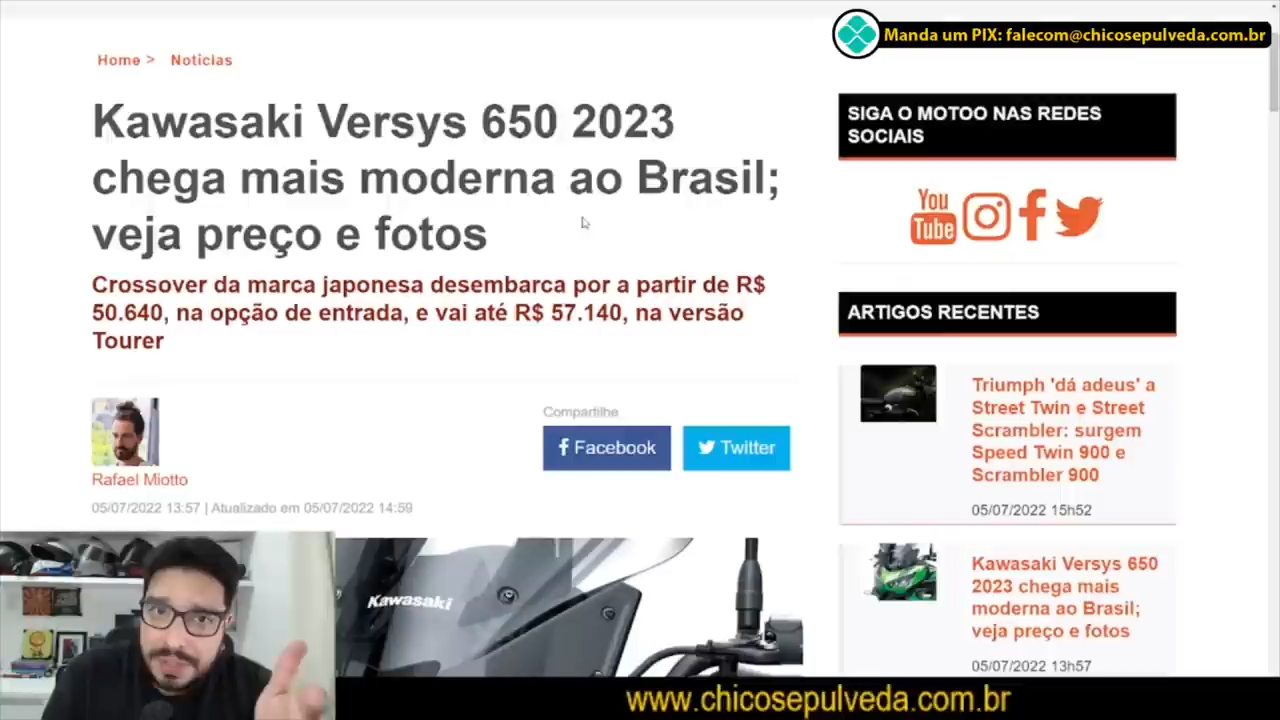 Manda um PIX: falecom@chicosepulveda.com.br
Home > Notícias
Kawasaki Versys 650 2023
chega mais moderna ao Brasil;
veja preço e fotos
Crossover da marca japonesa desembarca por a partir de R$
50.640, na opção de entrada, e vai até R$ 57.140, na versão
Tourer
Compartilhe
Facebook
Twitter
Rafael Miotto
05/07/2022 13:57 | Atualizado em 05/07/2022 14:59
Kawasaki
SIGA O MOTOO NAS REDES
SOCIAIS
You
Tube
ARTIGOS RECENTES
Triumph 'dá adeus' a
Street Twin e Street
Scrambler: surgem
Speed Twin 900 e
Scrambler 900
05/07/2022 15h52
Kawasaki Versys 650
2023 chega mais
moderna ao Brasil;
veja preço e fotos
05/07/2022 13h57
www.chicosepulveda.com.br